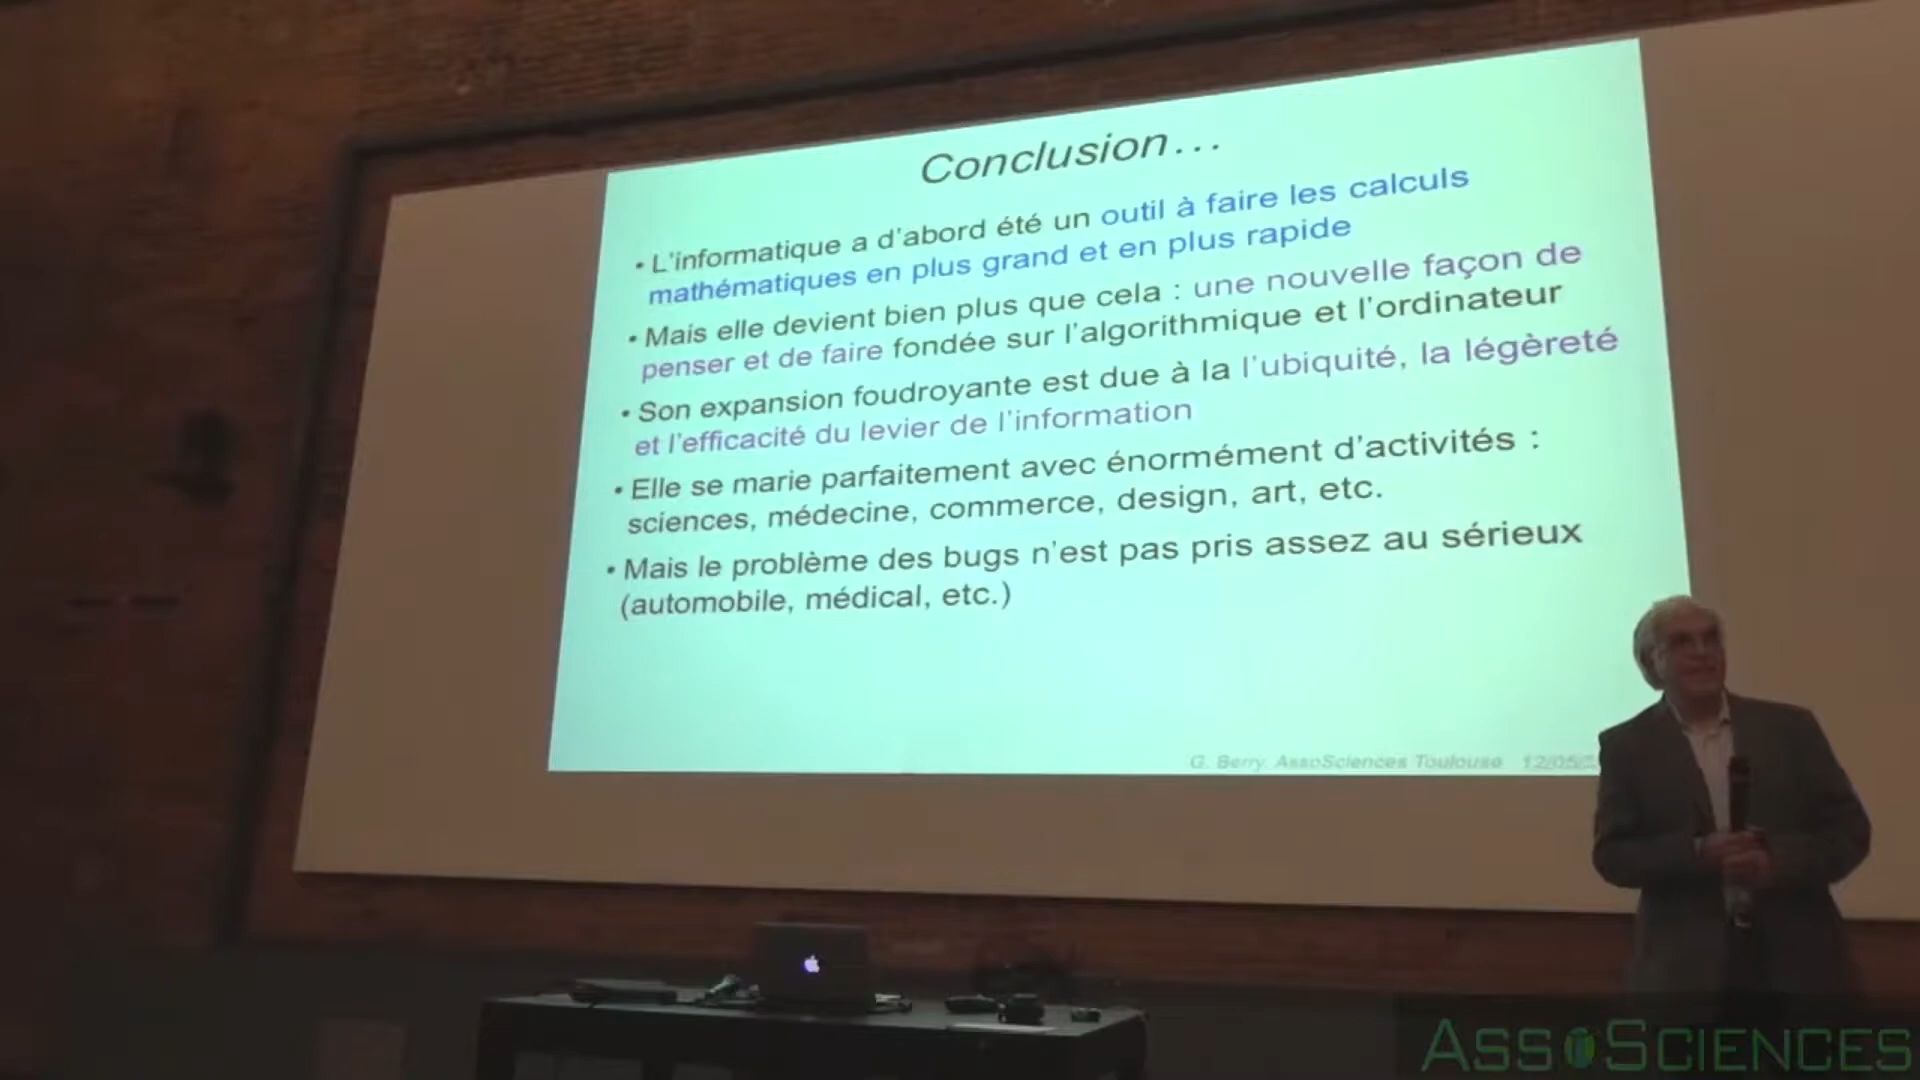 Conclusion...
• L'informatique a d'abord été un outil à faire les calculs
mathématiques en plus grand et en plus rapide
• Mais elle devient bien plus que cela : une nouvelle façon de
penser et de faire fondée sur l'algorithmique et l'ordinateur
• Son expansion foudroyante est due à la l'ubiquité, la légèreté
et l'efficacité du levier de l'information
• Elle se marie parfaitement avec énormément d'activités :
sciences, médecine, commerce, design, art, etc.
• Mais le problème des bugs n'est pas pris assez au sérieux
(automobile, médical, etc.)
G. Berry, AssoSciences Toulouse 12/05/
ASSOSCIENCES